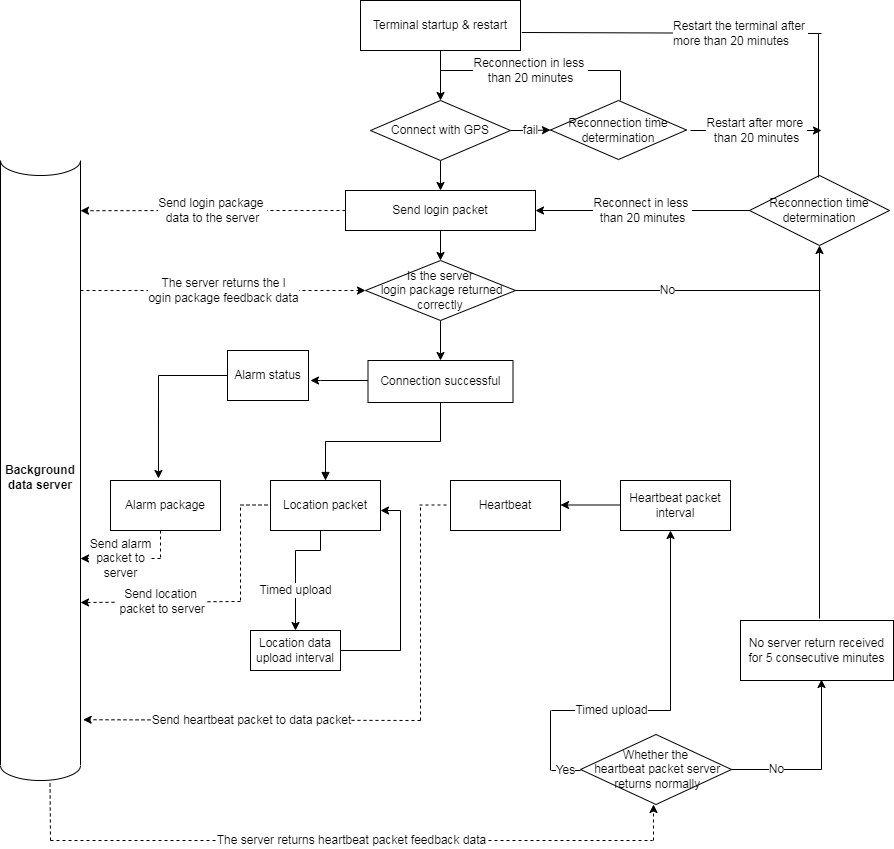 Terminal startup & restart
Restart the terminal after
more than 20 minutes
Reconnection in less
than 20 minutes
Connect with GPS
fail
Reconnection time
determination
Restart after more
than 20 minutes
Send login package
data to the server
Send login packet
Reconnect in less
than 20 minutes
Reconnection time
determination
The server returns the l
ogin package feedback data
Is the server
login package returned
correctly
No
Alarm status
Connection successful
Background
data server
Alarm package
Location packet
Heartbeat
Heartbeat packet
interval
Send alarm
packet to
server
Send location
packet to server
Timed upload
Location data
upload interval
No server return received
for 5 consecutive minutes
Send heartbeat packet to data packet
Timed upload
Yes
Whether the
heartbeat packet server
returns normally
No
The server returns heartbeat packet feedback data